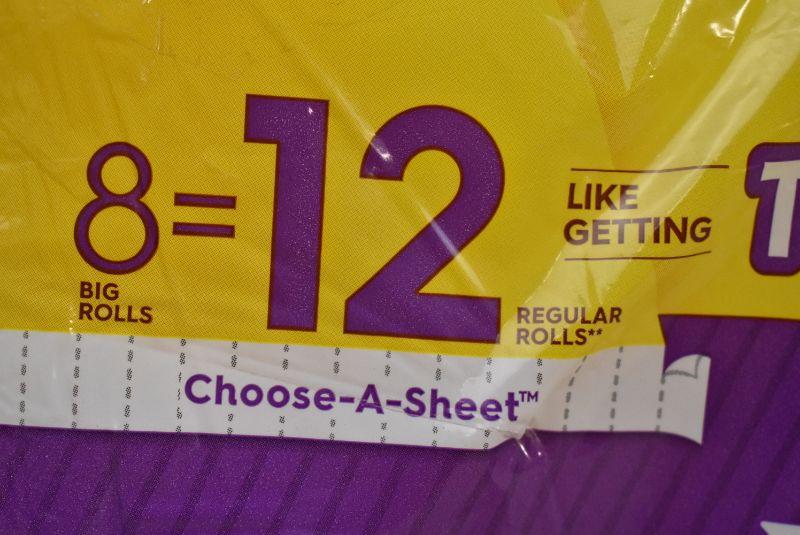 8 = 12
BIG
ROLLS
REGULAR
ROLLS**
LIKE
GETTING
Choose-A-Sheet™